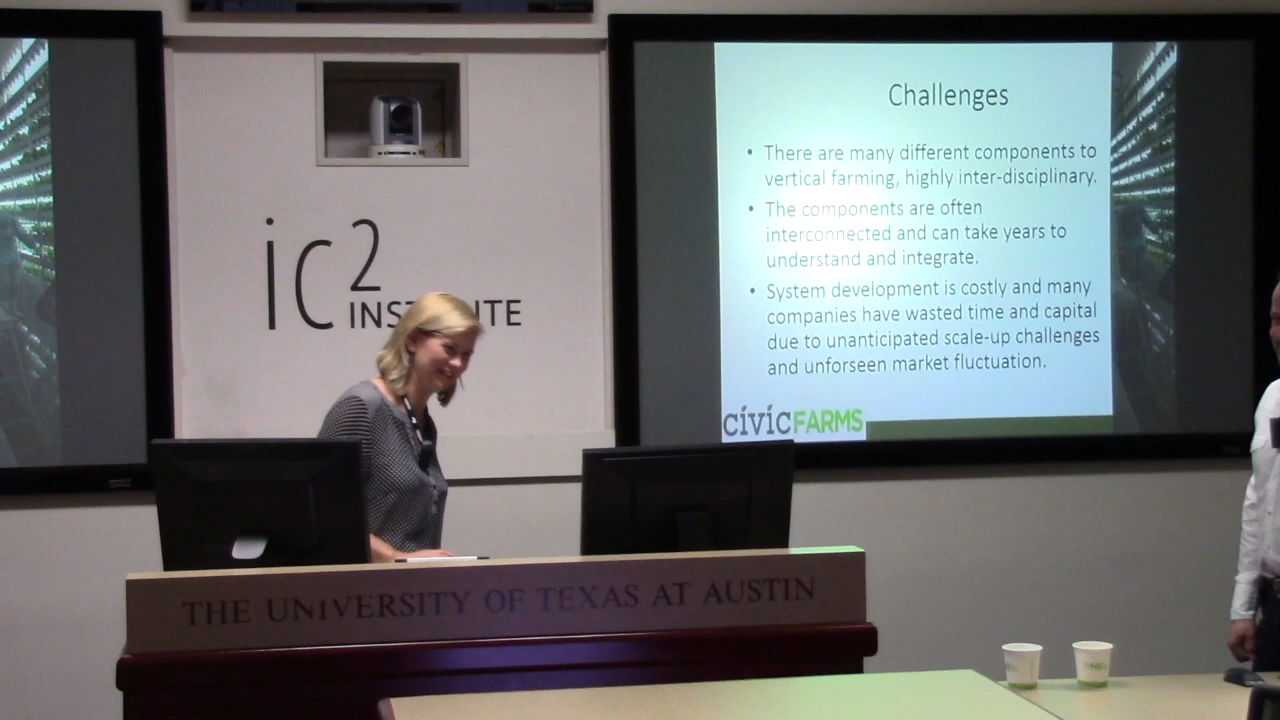 ic2
INSTITUTE
Challenges
• There are many different components to
vertical farming, highly inter-disciplinary.
• The components are often
interconnected and can take years to
understand and integrate.
• System development is costly and many
companies have wasted time and capital
due to unanticipated scale-up challenges
and unforseen market fluctuation.
civicFARMS
THE UNIVERSITY OF TEXAS AT AUSTIN